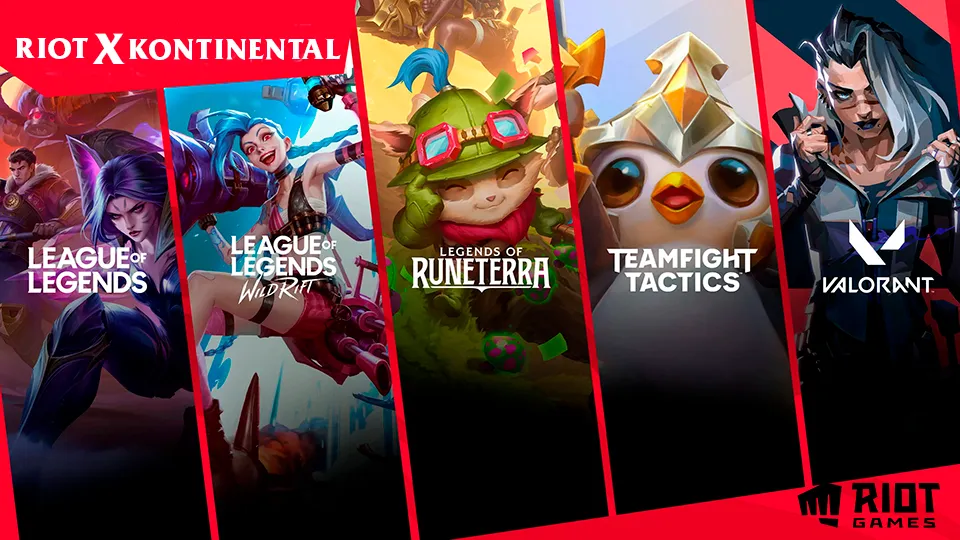 RIOT X KONTINENTAL
LEAGUE OF
LEGENDS
LEAGUE OF
LEGENDS
WILD RIFT
LEGENDS OF
RUNETERRA
TEAMFIGHT
TACTICS
VALORANT
RIOT
GAMES